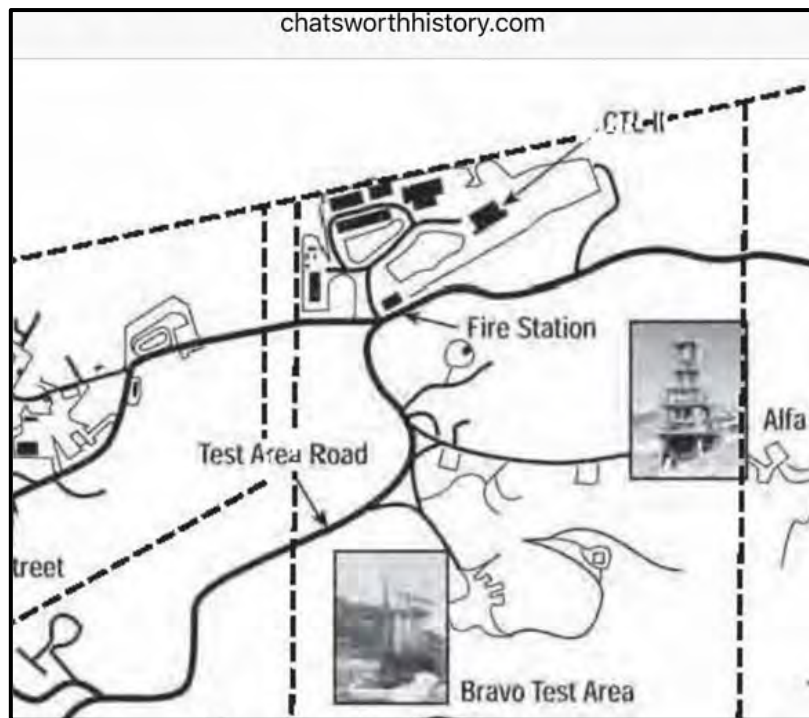 chatsworthhistory.com
CTL-II
Fire Station
Alfa
Test Area Road
treet
Bravo Test Area